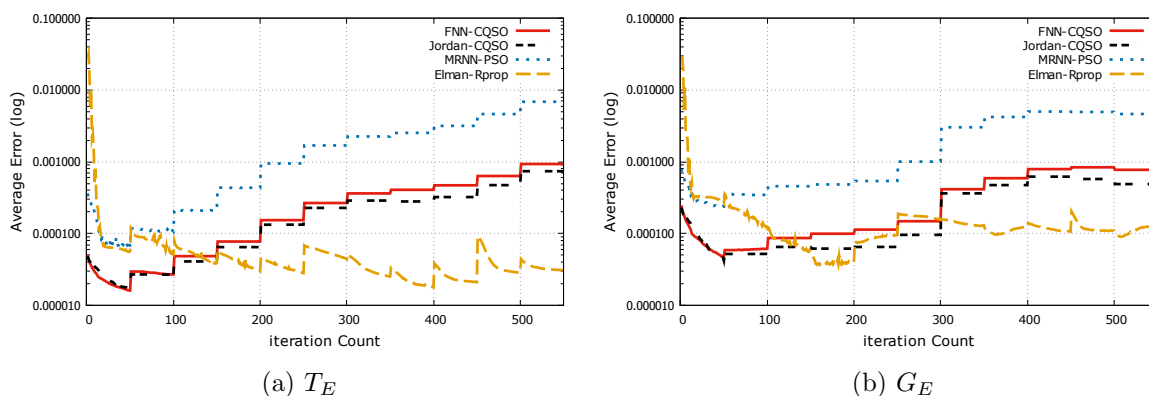 0.100000
0.010000
0.001000
0.000100
0.000010
Average Error (log)
0
100
200
300
400
500
iteration Count
FNN-CQSO
Jordan-CQSO
MRNN-PSO
Elman-Rprop
(a) T_E
0.100000
0.010000
0.001000
0.000100
0.000010
Average Error (log)
0
100
200
300
400
500
iteration Count
FNN-CQSO
Jordan-CQSO
MRNN-PSO
Elman-Rprop
(b) G_E